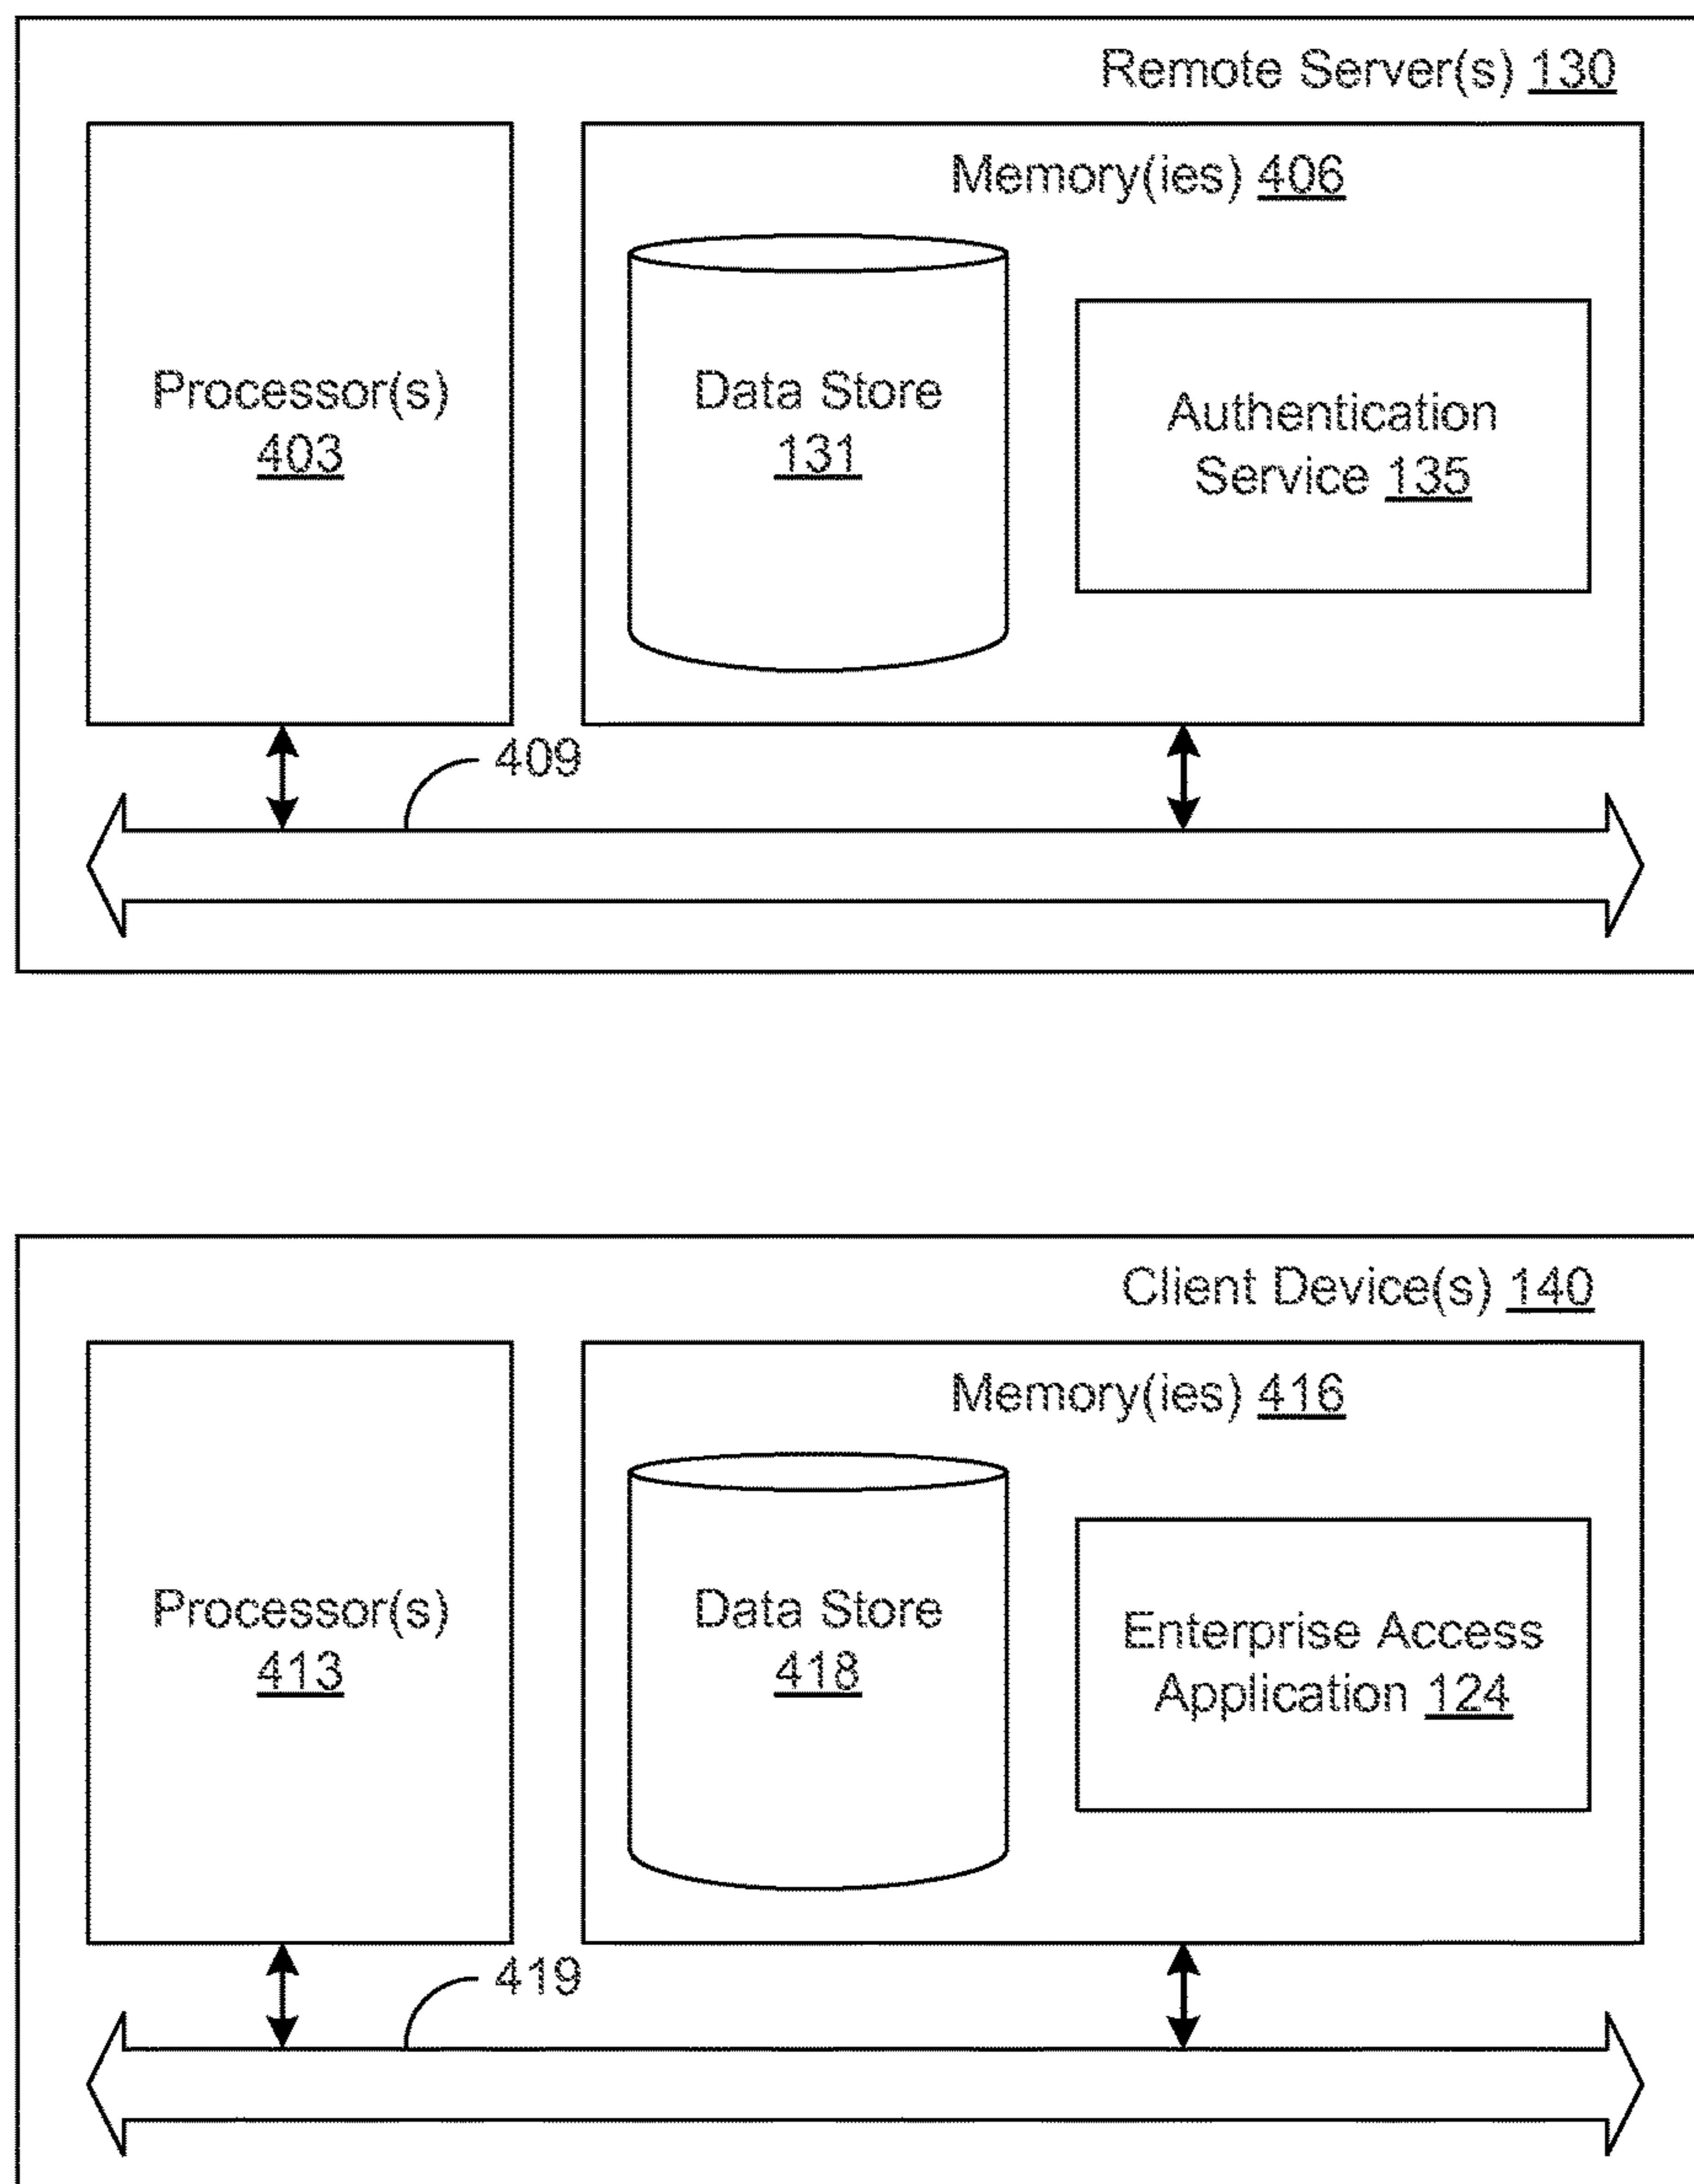 Remote Server(s) 130
Memory(ies) 406
Processor(s)
403
Data Store
131
Authentication
Service 135
409
Client Device(s) 140
Memory(ies) 416
Processor(s)
413
Data Store
418
Enterprise Access
Application 124
419